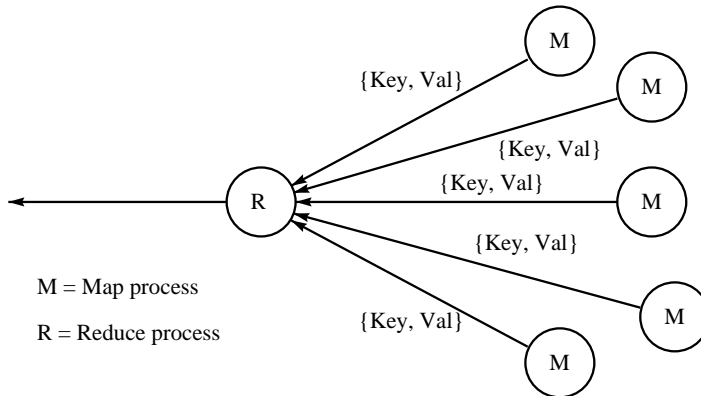 M
{Key, Val}
M
{Key, Val}
{Key, Val}
R
M
{Key, Val}
M = Map process
M
{Key, Val}
R = Reduce process
M